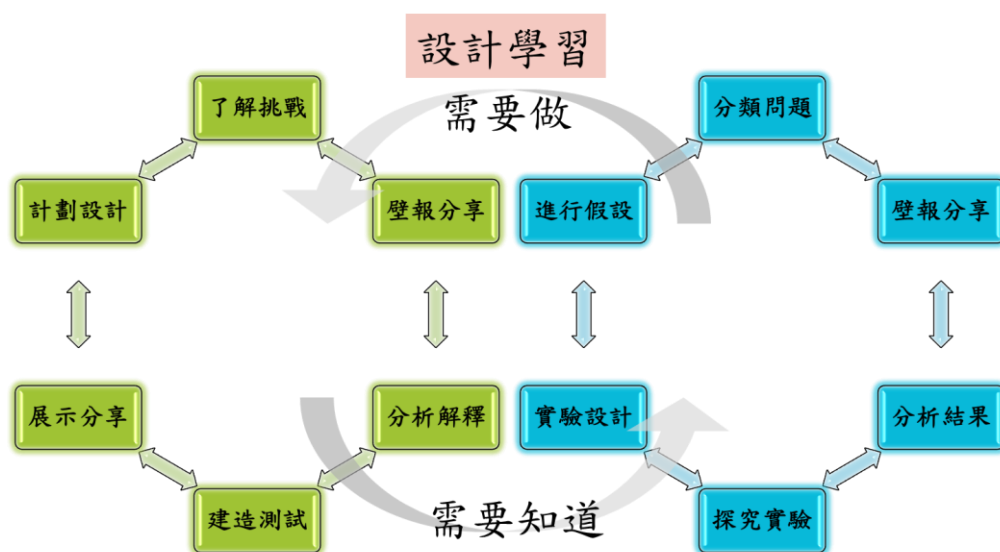 設計學習
需要做
了解挑戰
分類問題
計劃設計
壁報分享
進行假設
壁報分享
展示分享
分析解釋
實驗設計
分析結果
建造測試
需要知道
探究實驗